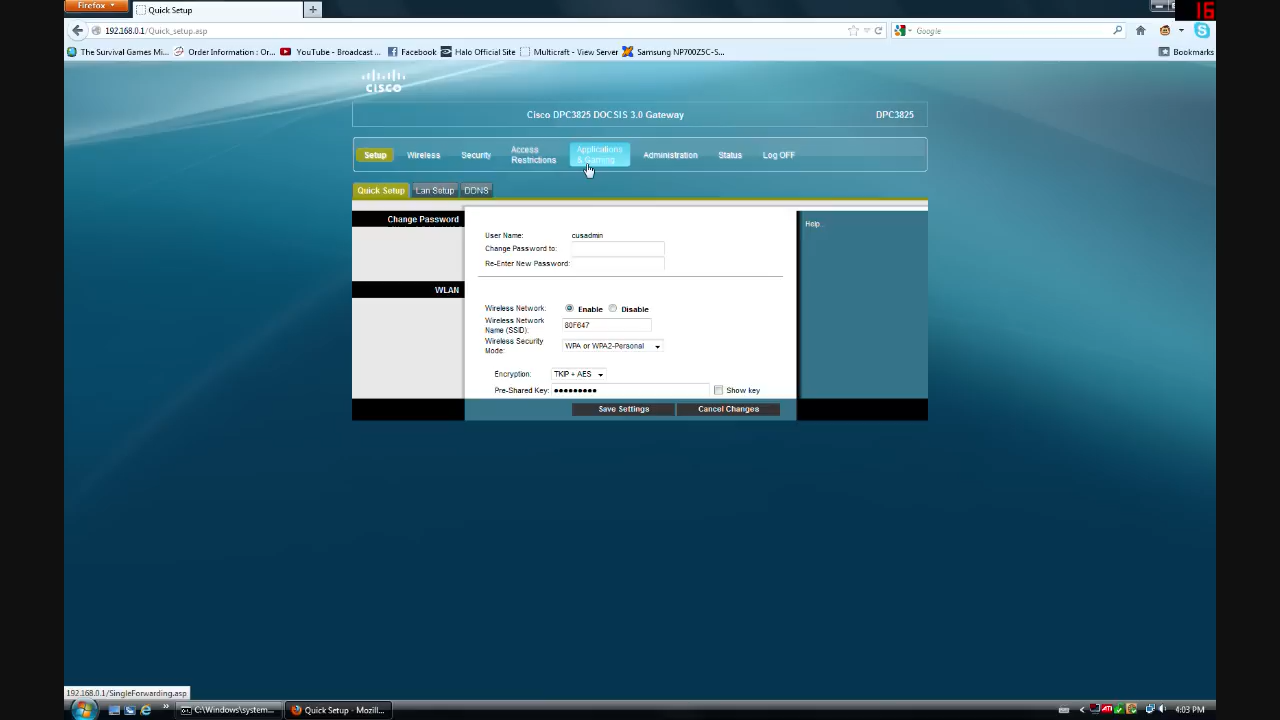 Firefox
Quick Setup
16
192.168.0.1/Quick_setup.asp
Google
The Survival Games Mi...
Order Information : Or...
YouTube - Broadcast ...
Facebook
Halo Official Site
Multicraft - View Server
Samsung NP700Z5C-S...
Bookmarks
CISCO
Cisco DPC3825 DOCSIS 3.0 Gateway
DPC3825
Setup
Wireless
Security
Access
Restrictions
Applications
& Gaming
Administration
Status
Log OFF
Quick Setup
Lan Setup
DDNS
Change Password
Help...
User Name: cusadmin
Change Password to:
Re-Enter New Password:
WLAN
Wireless Network: Enable Disable
Wireless Network
Name (SSID): 80F647
Wireless Security
Mode: WPA or WPA2-Personal
Encryption: TKIP + AES
Pre-Shared Key: ●●●●●●●●● Show key
Save Settings
Cancel Changes
192.168.0.1/SingleForwarding.asp
C:\Windows\system...
Quick Setup - Mozil...
4:03 PM